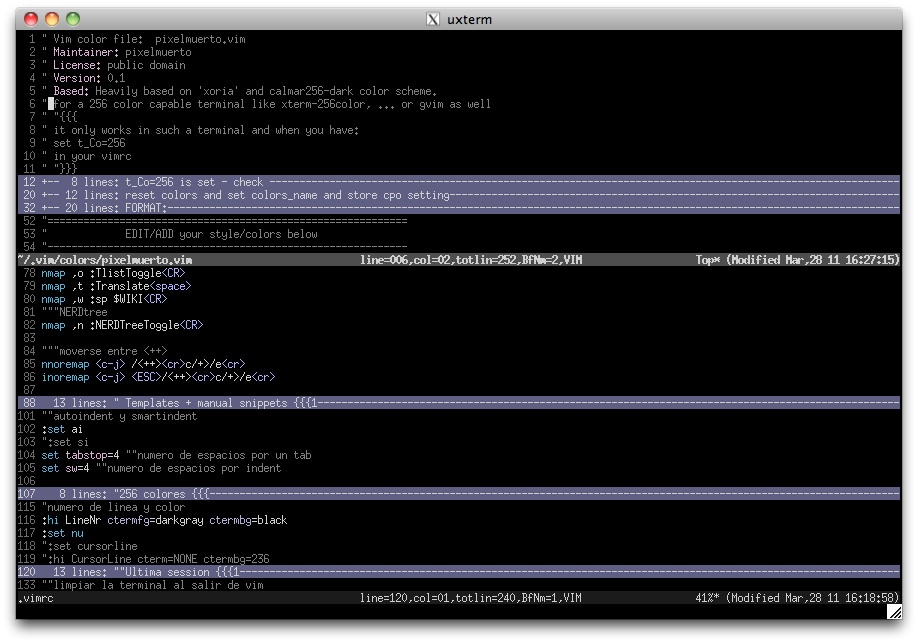 uxterm
1 " Vim color file:  pixelmuerto.vim
2 " Maintainer: pixelmuerto
3 " License: public domain
4 " Version: 0.1
5 " Based: Heavily based on 'xoria' and calmar256-dark color scheme.
6 " for a 256 color capable terminal like xterm-256color, ... or gvim as well
7 " "{{{
8 " it only works in such a terminal and when you have:
9 " set t_Co=256
10 " in your vimrc
11 " "}}}
12 +--  8 lines: t_Co=256 is set - check ----------------------------------------
20 +-- 12 lines: reset colors and set colors_name and store cpo setting----------------------------------------
32 +-- 20 lines: FORMAT:----------------------------------------
52 "============================================================
53 "             EDIT/ADD your style/colors below
54 "------------------------------------------------------------
~/.vim/colors/pixelmuerto.vim line=006,col=02,totlin=252,BfNm=2,VIM Top* (Modified Mar,28 11 16:27:15)
78 nmap ,o :TlistToggle<CR>
79 nmap ,t :Translate<space>
80 nmap ,w :sp $WIKI<CR>
81 """NERDtree
82 nmap ,n :NERDTreeToggle<CR>
83
84 """moverse entre <++>
85 nnoremap <c-j> /<++><cr>c/+>/e<cr>
86 inoremap <c-j> <ESC>/<++><cr>c/+>/e<cr>
87
88   13 lines: " Templates + manual snippets {{{1----------------------------------------
101 ""autoindent y smartindent
102 :set ai
103 ":set si
104 set tabstop=4 ""numero de espacios por un tab
105 set sw=4 ""numero de espacios por indent
106
107    8 lines: "256 colores {{{----------------------------------------
115 "numero de linea y color
116 :hi LineNr ctermfg=darkgray ctermbg=black
117 :set nu
118 ":set cursorline
119 ":hi CursorLine cterm=NONE ctermbg=236
120   13 lines: ""Ultima session {{{1----------------------------------------
133 ""limpiar la terminal al salir de vim
.vimrc line=120,col=01,totlin=240,BfNm=1,VIM 41%* (Modified Mar,28 11 16:18:58)